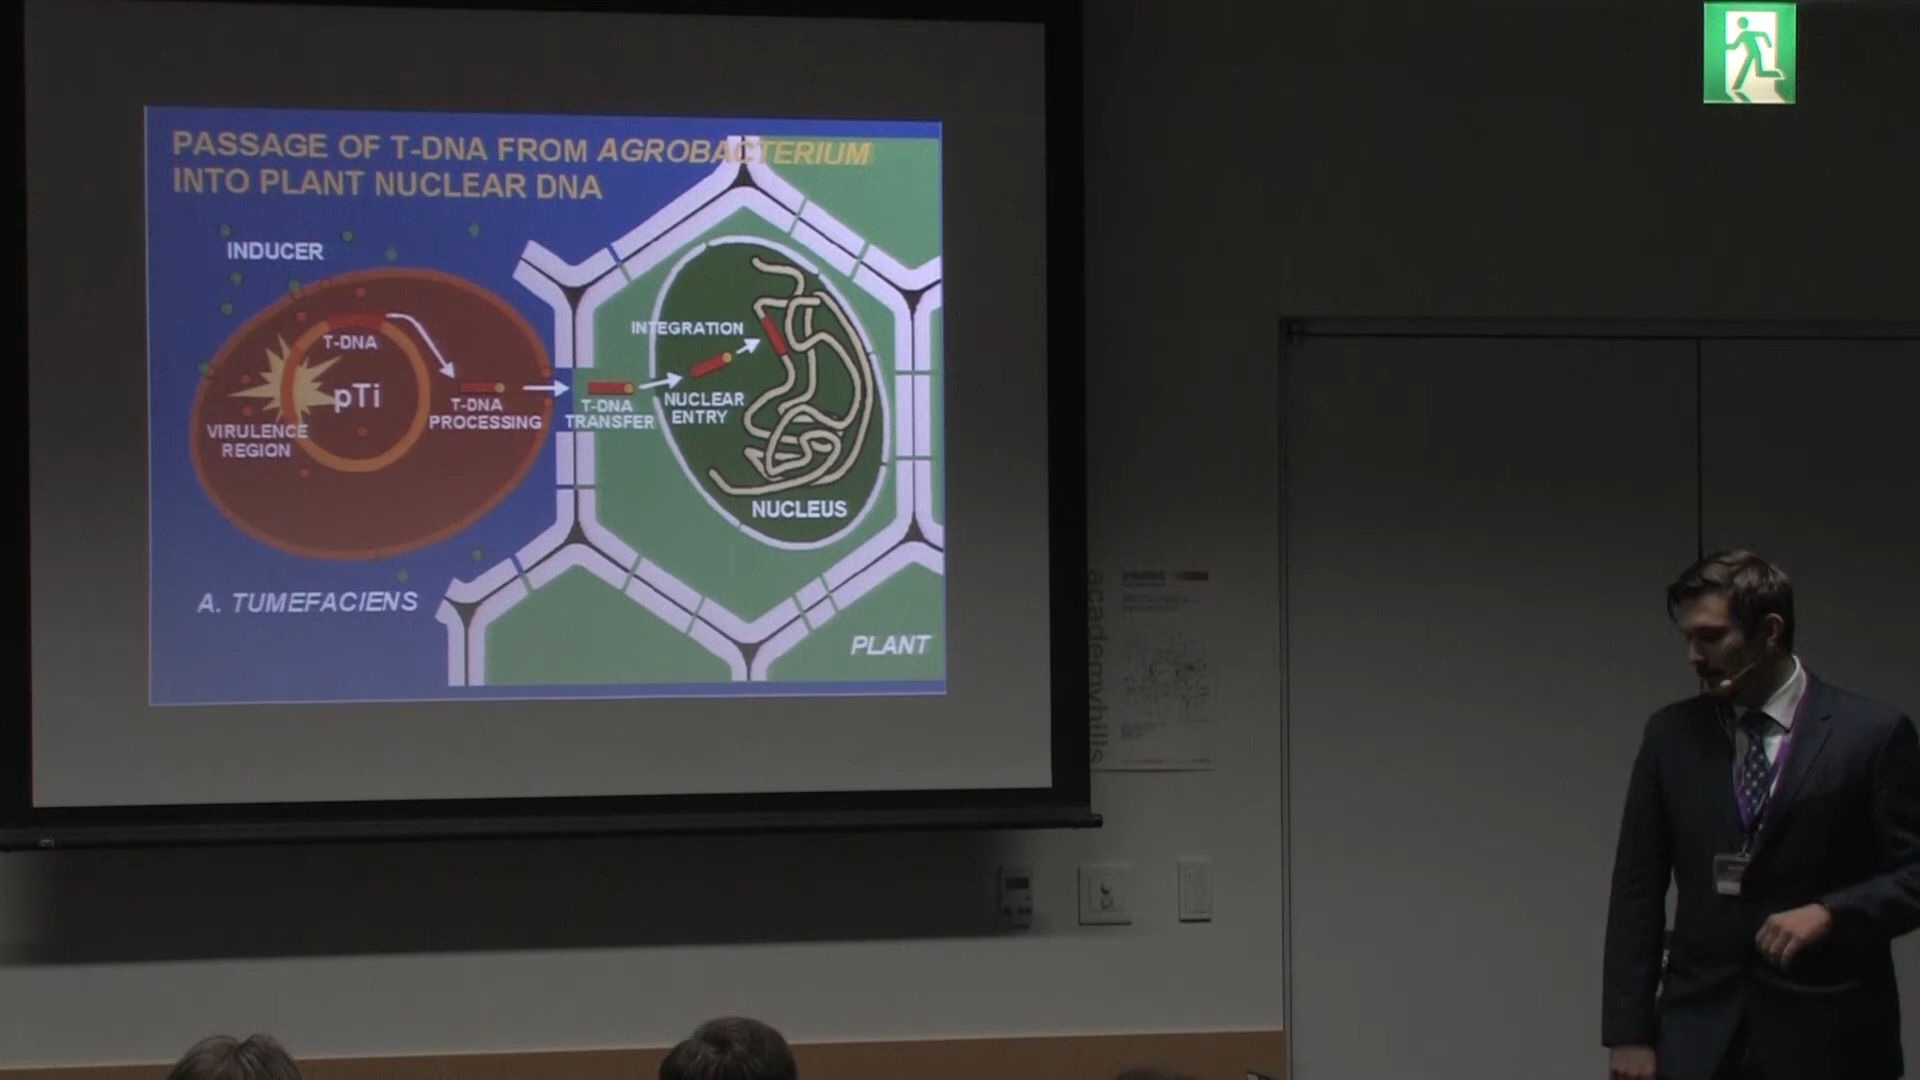 PASSAGE OF T-DNA FROM AGROBACTERIUM
INTO PLANT NUCLEAR DNA
INDUCER
T-DNA
pTi
VIRULENCE
REGION
T-DNA
PROCESSING
T-DNA
TRANSFER
INTEGRATION
NUCLEAR
ENTRY
NUCLEUS
A. TUMEFACIENS
PLANT
academyhills